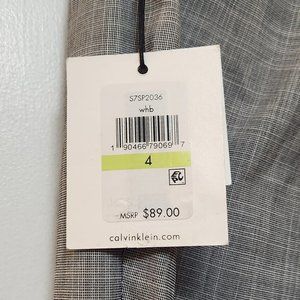 S7SP2036
whb
1 90466 79069 7
4
MSRP $89.00
calvinklein.com